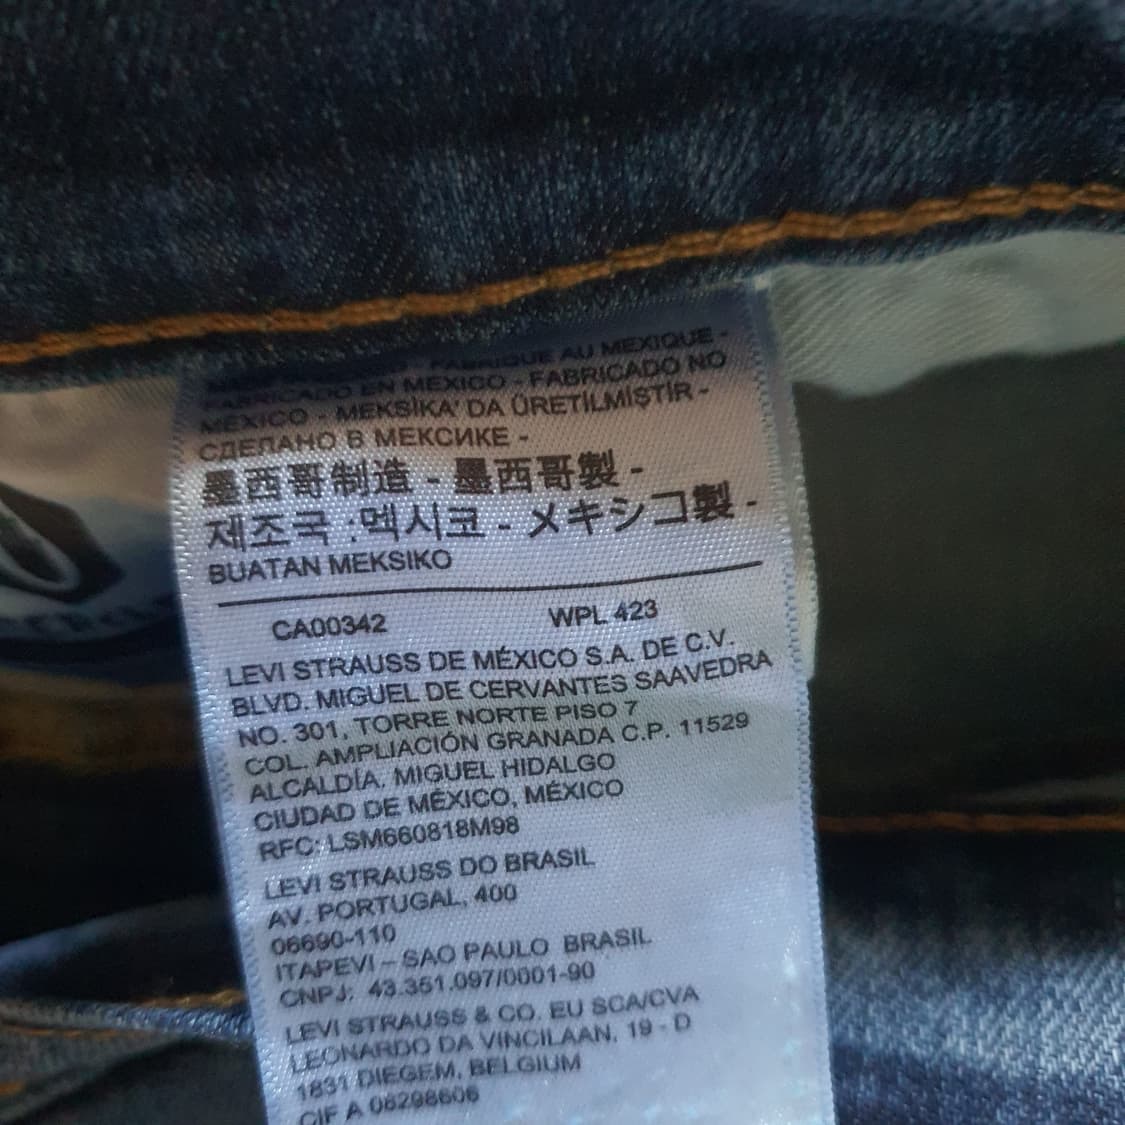 FABRIQUÉ AU MEXIQUE -
FABRICADO EN MÉXICO - FABRICADO NO
MÉXICO - MEKSİKA' DA ÜRETİLMİŞTİR -
СДЕЛАНО В МЕКСИКЕ -
墨西哥制造 - 墨西哥製 -
제조국 :멕시코 - メキシコ製 -
BUATAN MEKSIKO
CA00342 WPL 423
LEVI STRAUSS DE MÉXICO S.A. DE C.V.
BLVD. MIGUEL DE CERVANTES SAAVEDRA
NO. 301, TORRE NORTE PISO 7
COL. AMPLIACIÓN GRANADA C.P. 11529
ALCALDÍA. MIGUEL HIDALGO
CIUDAD DE MÉXICO, MÉXICO
RFC: LSM660818M98
LEVI STRAUSS DO BRASIL
AV. PORTUGAL, 400
06690-110
ITAPEVI – SAO PAULO BRASIL
CNPJ: 43.351.097/0001-90
LEVI STRAUSS & CO. EU SCA/CVA
LEONARDO DA VINCILAAN, 19 - D
1831 DIEGEM, BELGIUM
CIF A 08298606